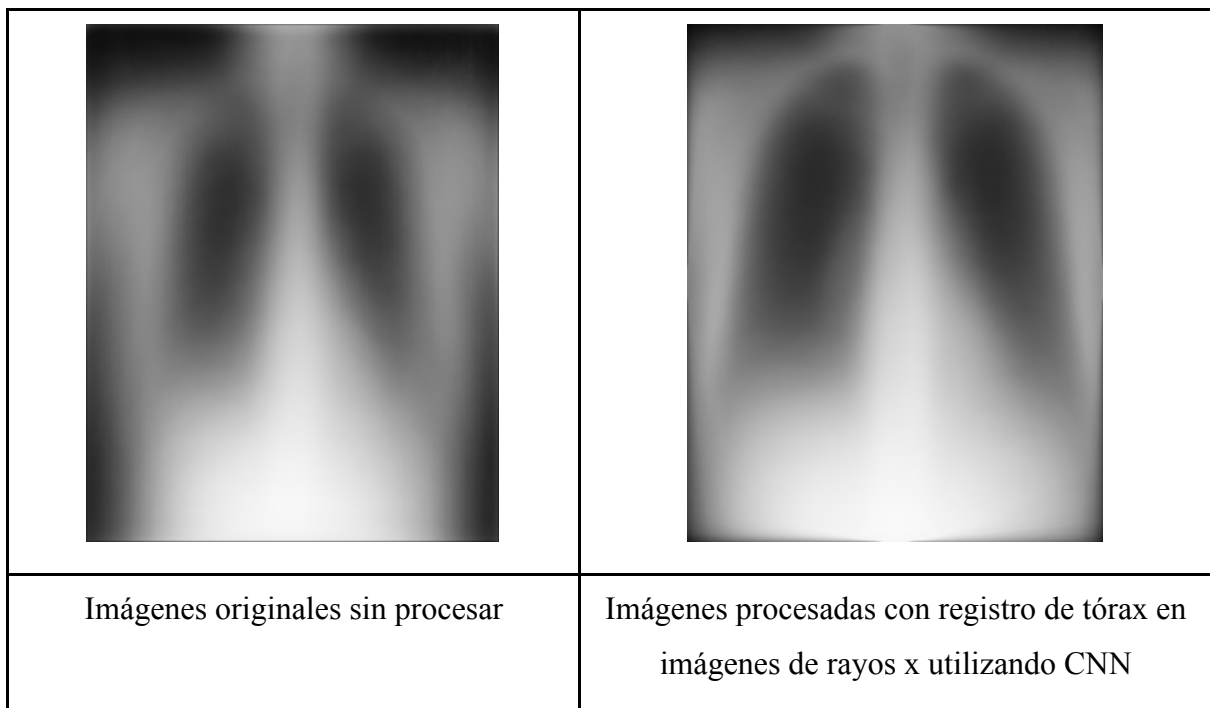 Imágenes originales sin procesar
Imágenes procesadas con registro de tórax en
imágenes de rayos x utilizando CNN